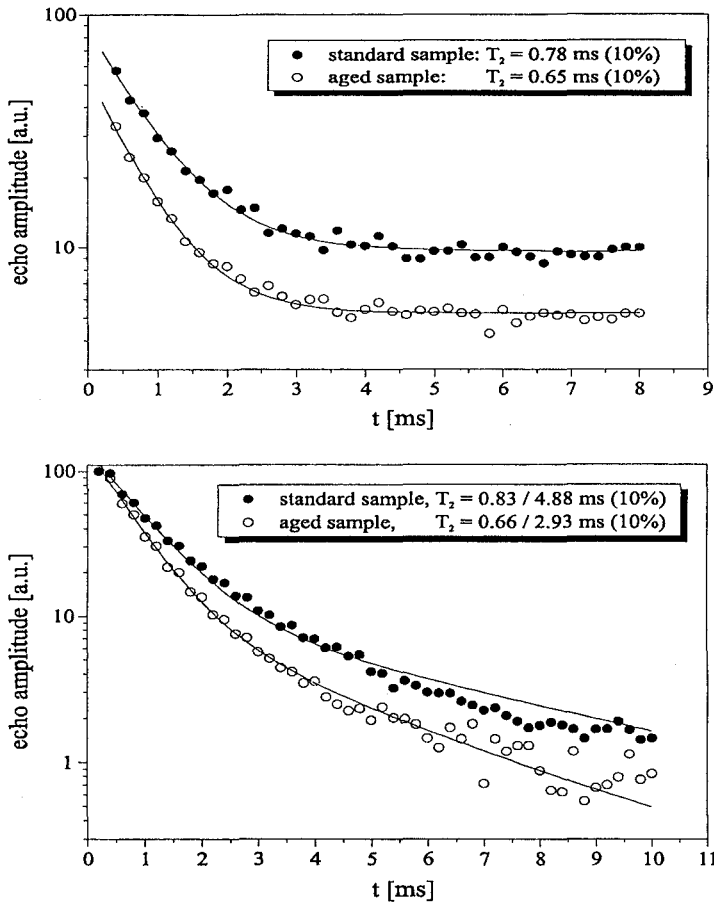 100
10
echo amplitude [a.u.]
● standard sample: T₂ = 0.78 ms (10%)
○ aged sample: T₂ = 0.65 ms (10%)
0 1 2 3 4 5 6 7 8 9
t [ms]
100
10
1
echo amplitude [a.u.]
● standard sample, T₂ = 0.83 / 4.88 ms (10%)
○ aged sample, T₂ = 0.66 / 2.93 ms (10%)
0 1 2 3 4 5 6 7 8 9 10 11
t [ms]